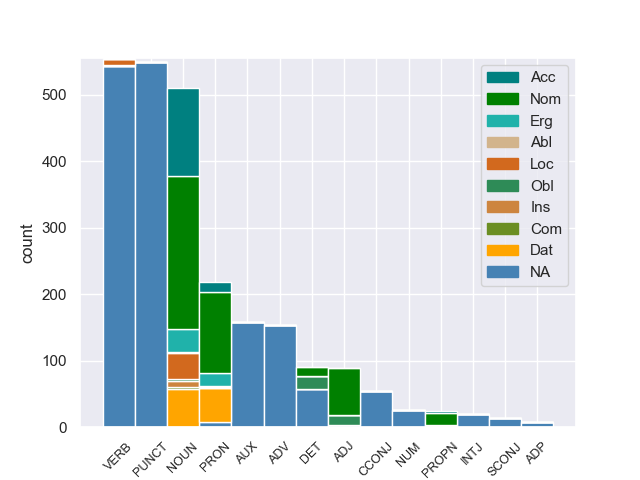 Acc
Nom
Erg
Abl
Loc
Obl
Ins
Com
Dat
NA
count
500
400
300
200
100
0
VERB
PUNCT
NOUN
PRON
AUX
ADV
DET
ADJ
CCONJ
NUM
PROPN
INTJ
SCONJ
ADP